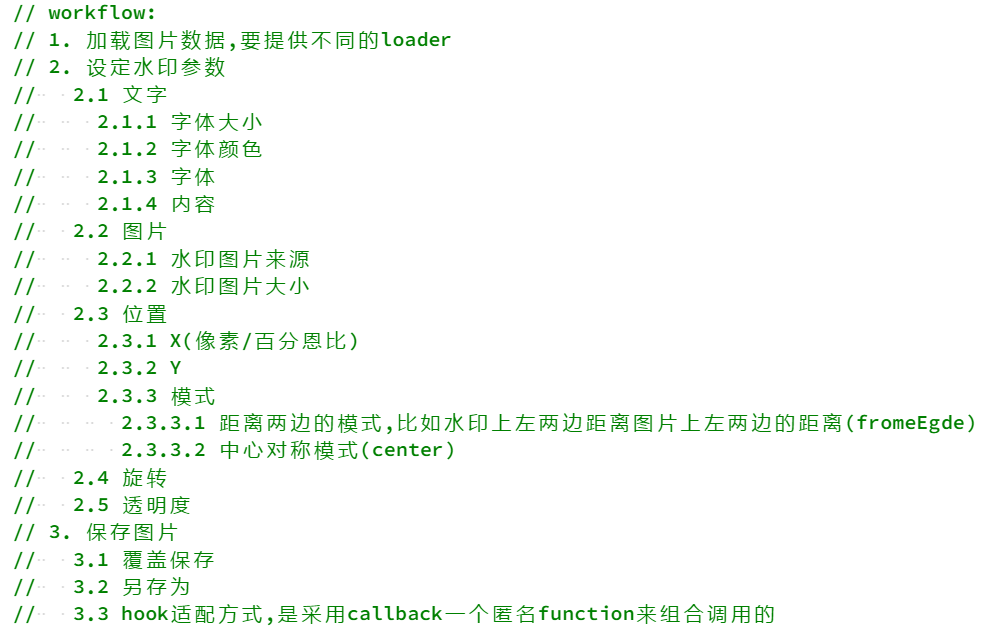 // workflow:
// 1. 加载图片数据,要提供不同的loader
// 2. 设定水印参数
//   2.1 文字
//     2.1.1 字体大小
//     2.1.2 字体颜色
//     2.1.3 字体
//     2.1.4 内容
//   2.2 图片
//     2.2.1 水印图片来源
//     2.2.2 水印图片大小
//   2.3 位置
//     2.3.1 X(像素/百分恩比)
//     2.3.2 Y
//     2.3.3 模式
//       2.3.3.1 距离两边的模式,比如水印上左两边距离图片上左两边的距离(fromeEgde)
//       2.3.3.2 中心对称模式(center)
//   2.4 旋转
//   2.5 透明度
// 3. 保存图片
//   3.1 覆盖保存
//   3.2 另存为
//   3.3 hook适配方式,是采用callback一个匿名function来组合调用的